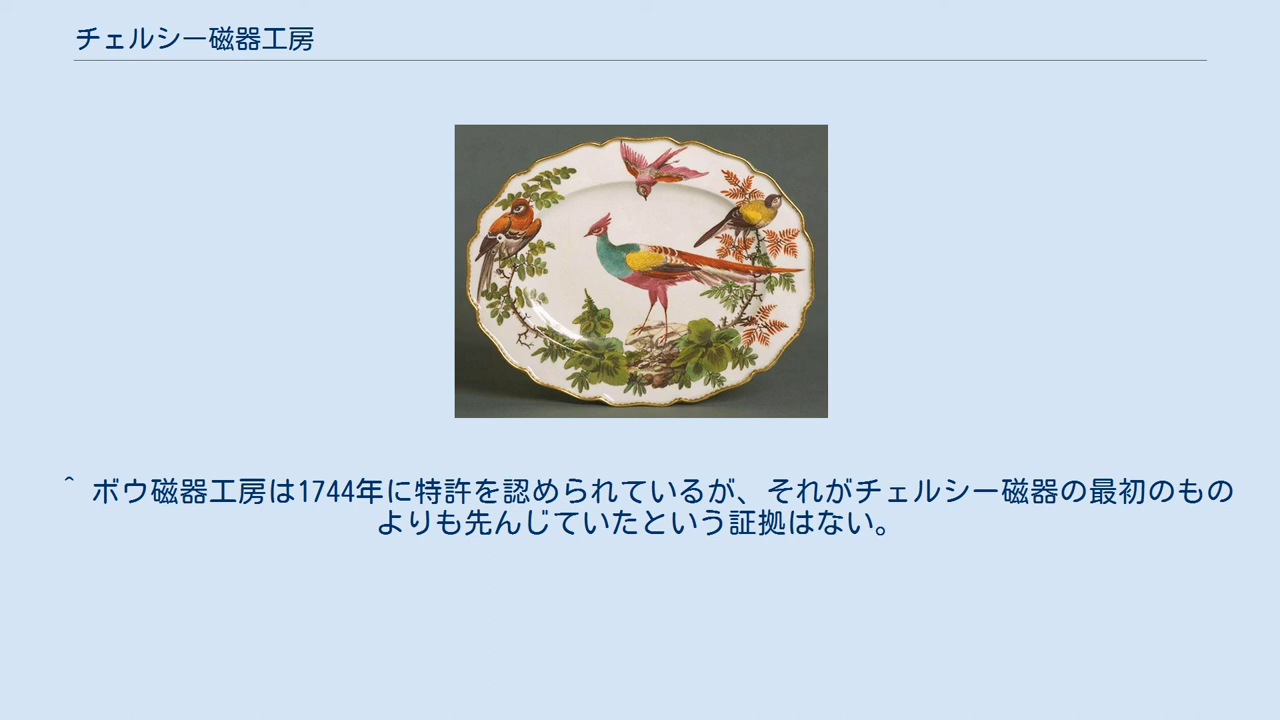 チェルシー磁器工房
^ ボウ磁器工房は1744年に特許を認められているが、それがチェルシー磁器の最初のもの
よりも先んじていたという証拠はない。